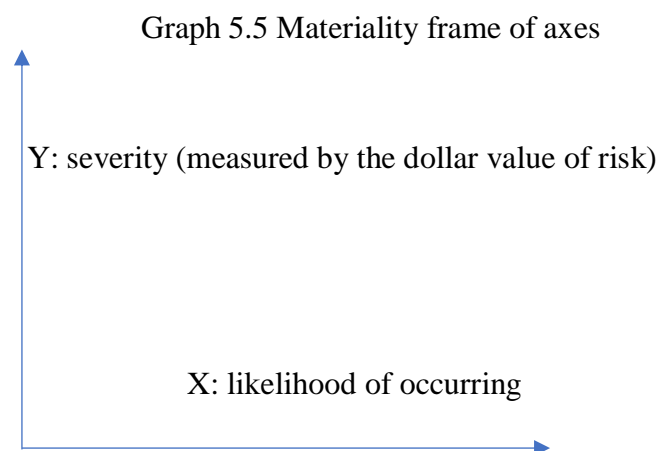 Graph 5.5 Materiality frame of axes
Y: severity (measured by the dollar value of risk)
X: likelihood of occurring